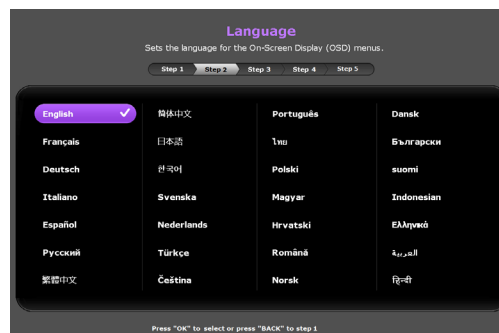 Language
Sets the language for the On-Screen Display (OSD) menus.
Step 1 Step 2 Step 3 Step 4 Step 5
English 简体中文 Português Dansk
Français 日本語 ไทย Български
Deutsch 한국어 Polski suomi
Italiano Svenska Magyar Indonesian
Español Nederlands Hrvatski Ελληνικά
Русский Türkçe Română العربية
繁體中文 Čeština Norsk हिन्दी
Press "OK" to select or press "BACK" to step 1